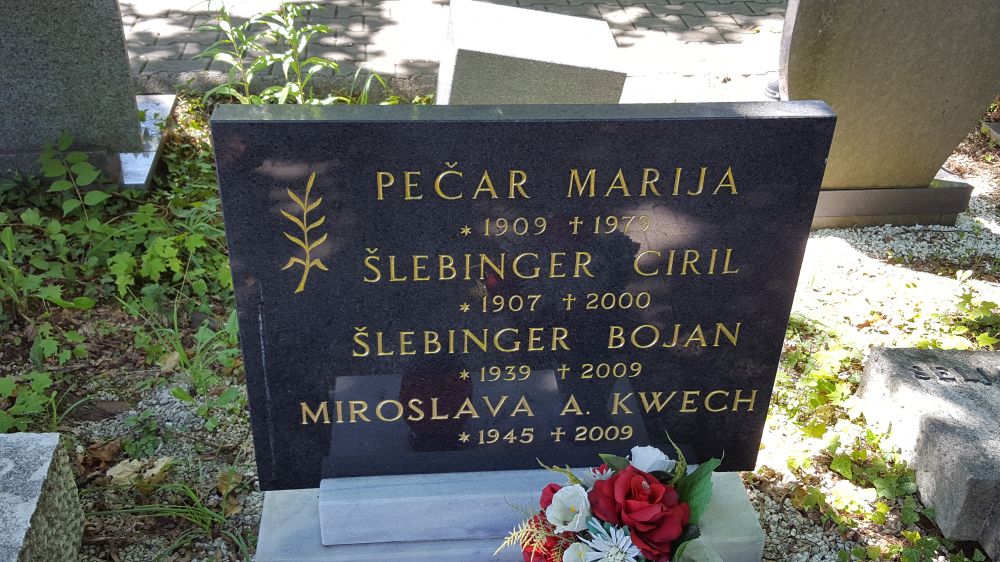 PEČAR MARIJA
* 1909 † 1979
ŠLEBINGER CIRIL
* 1907 † 2000
ŠLEBINGER BOJAN
* 1939 † 2009
MIROSLAVA A. KWECH
* 1945 † 2009